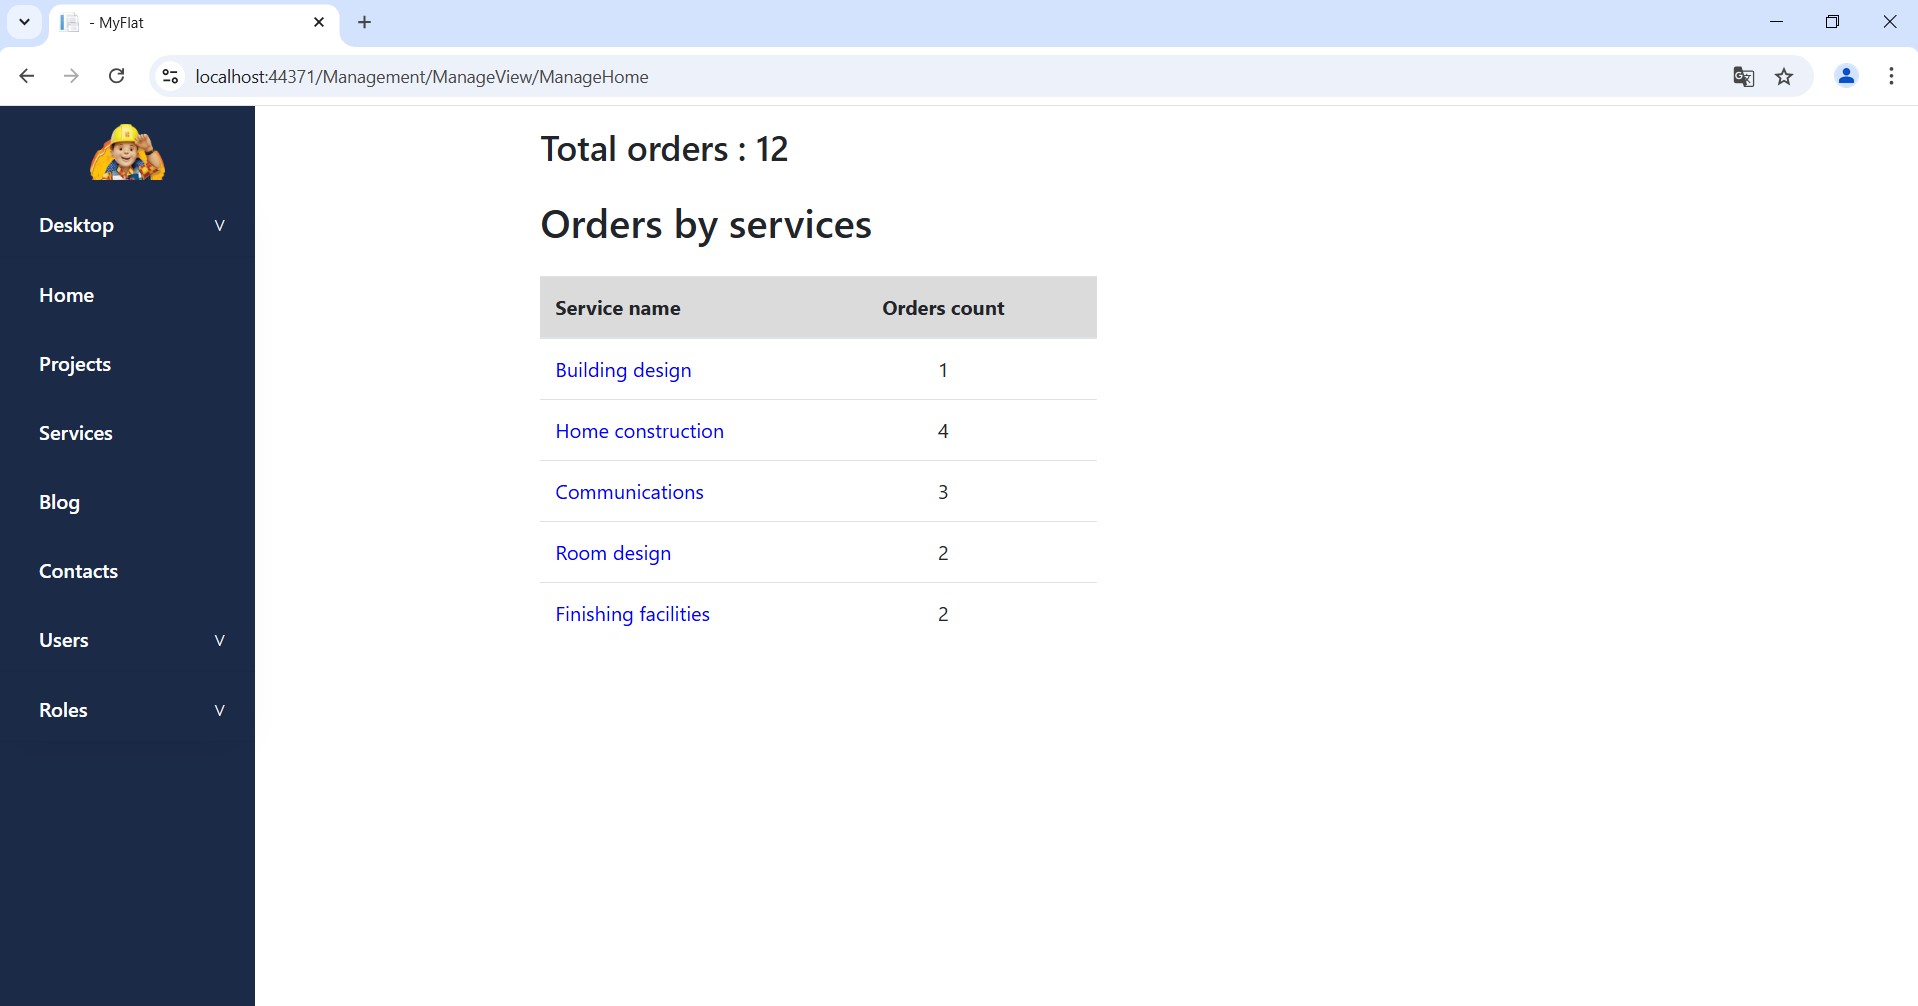 - MyFlat
localhost:44371/Management/ManageView/ManageHome
Desktop V
Home
Projects
Services
Blog
Contacts
Users V
Roles V
Total orders : 12
Orders by services
Service name Orders count
Building design 1
Home construction 4
Communications 3
Room design 2
Finishing facilities 2